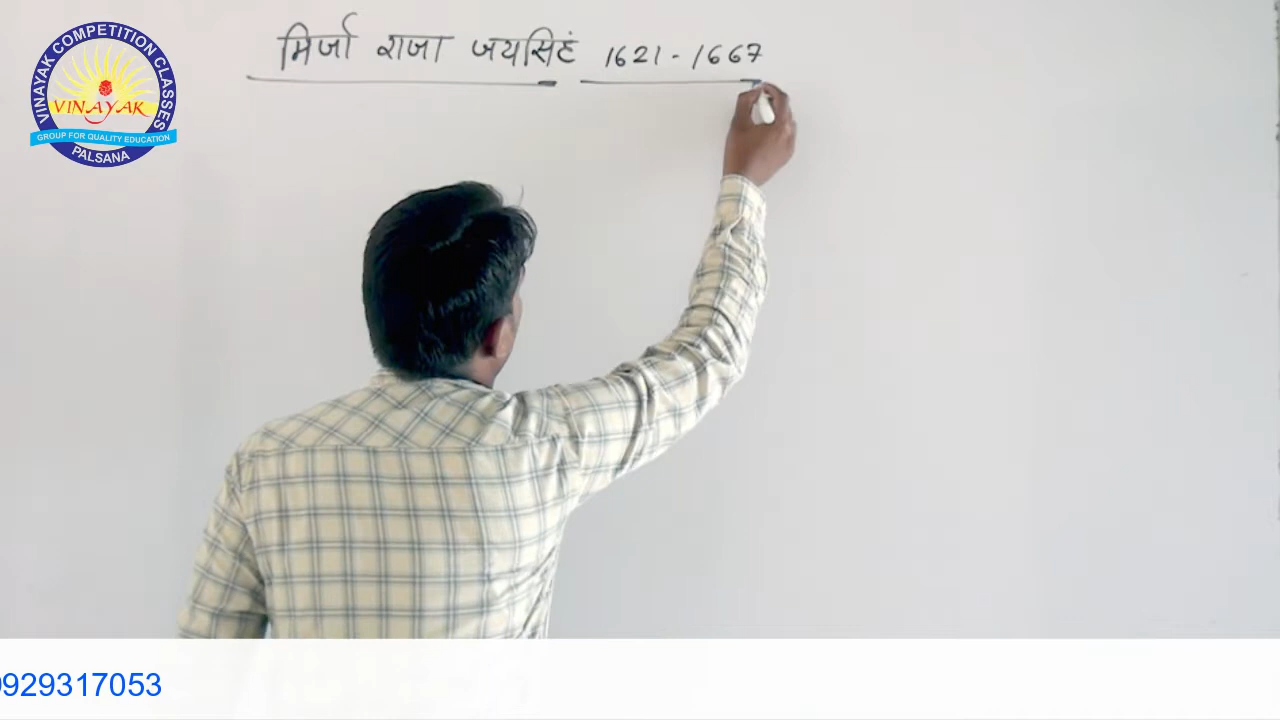 VINAYAK COMPETITION CLASSES
VINAYAK
GROUP FOR QUALITY EDUCATION
PALSANA
मिर्जा राजा जयसिहं 1621-1667
9929317053